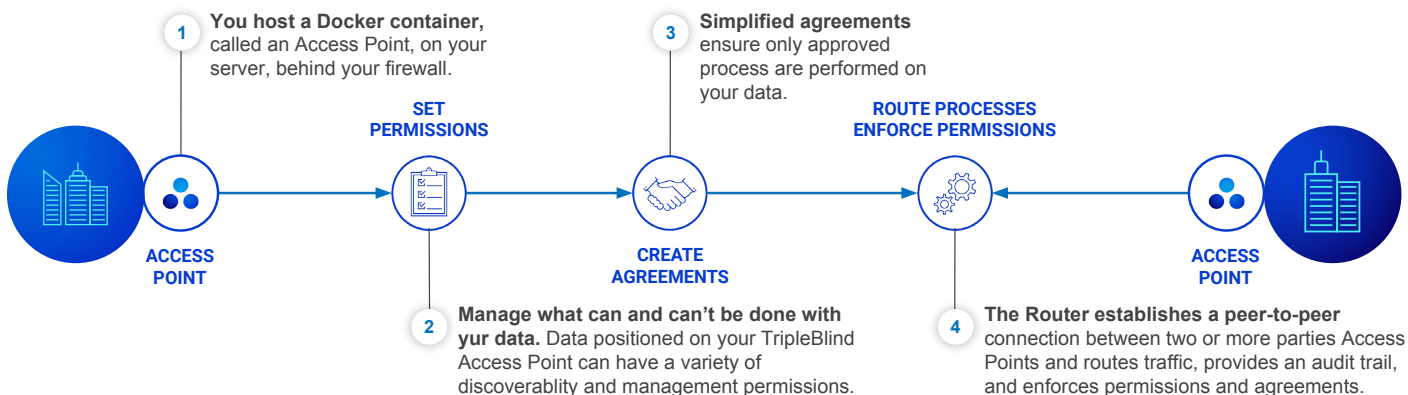 1
You host a Docker container,
called an Access Point, on your
server, behind your firewall.
3
Simplified agreements
ensure only approved
process are performed on
your data.
SET
PERMISSIONS
ROUTE PROCESSES
ENFORCE PERMISSIONS
ACCESS
POINT
CREATE
AGREEMENTS
ACCESS
POINT
2
Manage what can and can’t be done with
yur data. Data positioned on your TripleBlind
Access Point can have a variety of
discoverablity and management permissions.
4
The Router establishes a peer-to-peer
connection between two or more parties Access
Points and routes traffic, provides an audit trail,
and enforces permissions and agreements.